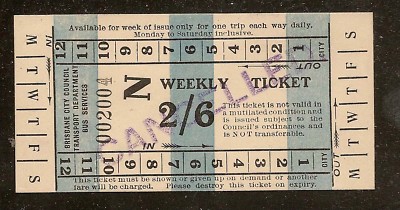 Available for week of issue only for one trip each way daily.
Monday to Saturday inclusive.
12 11 10 9 8 7 6 5 4 3 2 1 CITY
OUT
M T W T F S
BRISBANE CITY COUNCIL
TRANSPORT DEPARTMENT
BUS SERVICES
002004
N
WEEKLY TICKET
2/6
This ticket is not valid in
a mutilated condition and
is issued subject to the
Council's ordinances and
is NOT transferable.
CANCELLED
M T W T F S
IN
OUT
12 11 10 9 8 7 6 5 4 3 2 1 CITY
This ticket must be shown or given up on demand or another
fare will be charged. Please destroy this ticket on expiry.